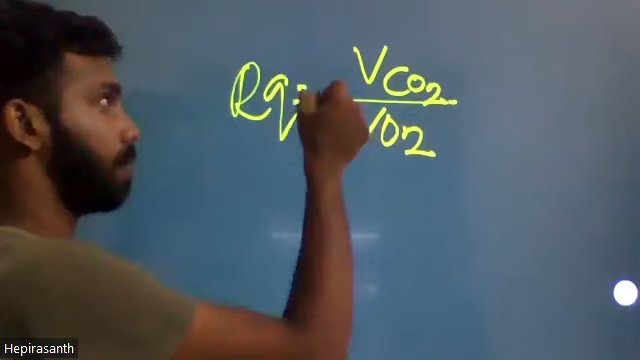 Rq = VCO2
VO2
Hepirasanth